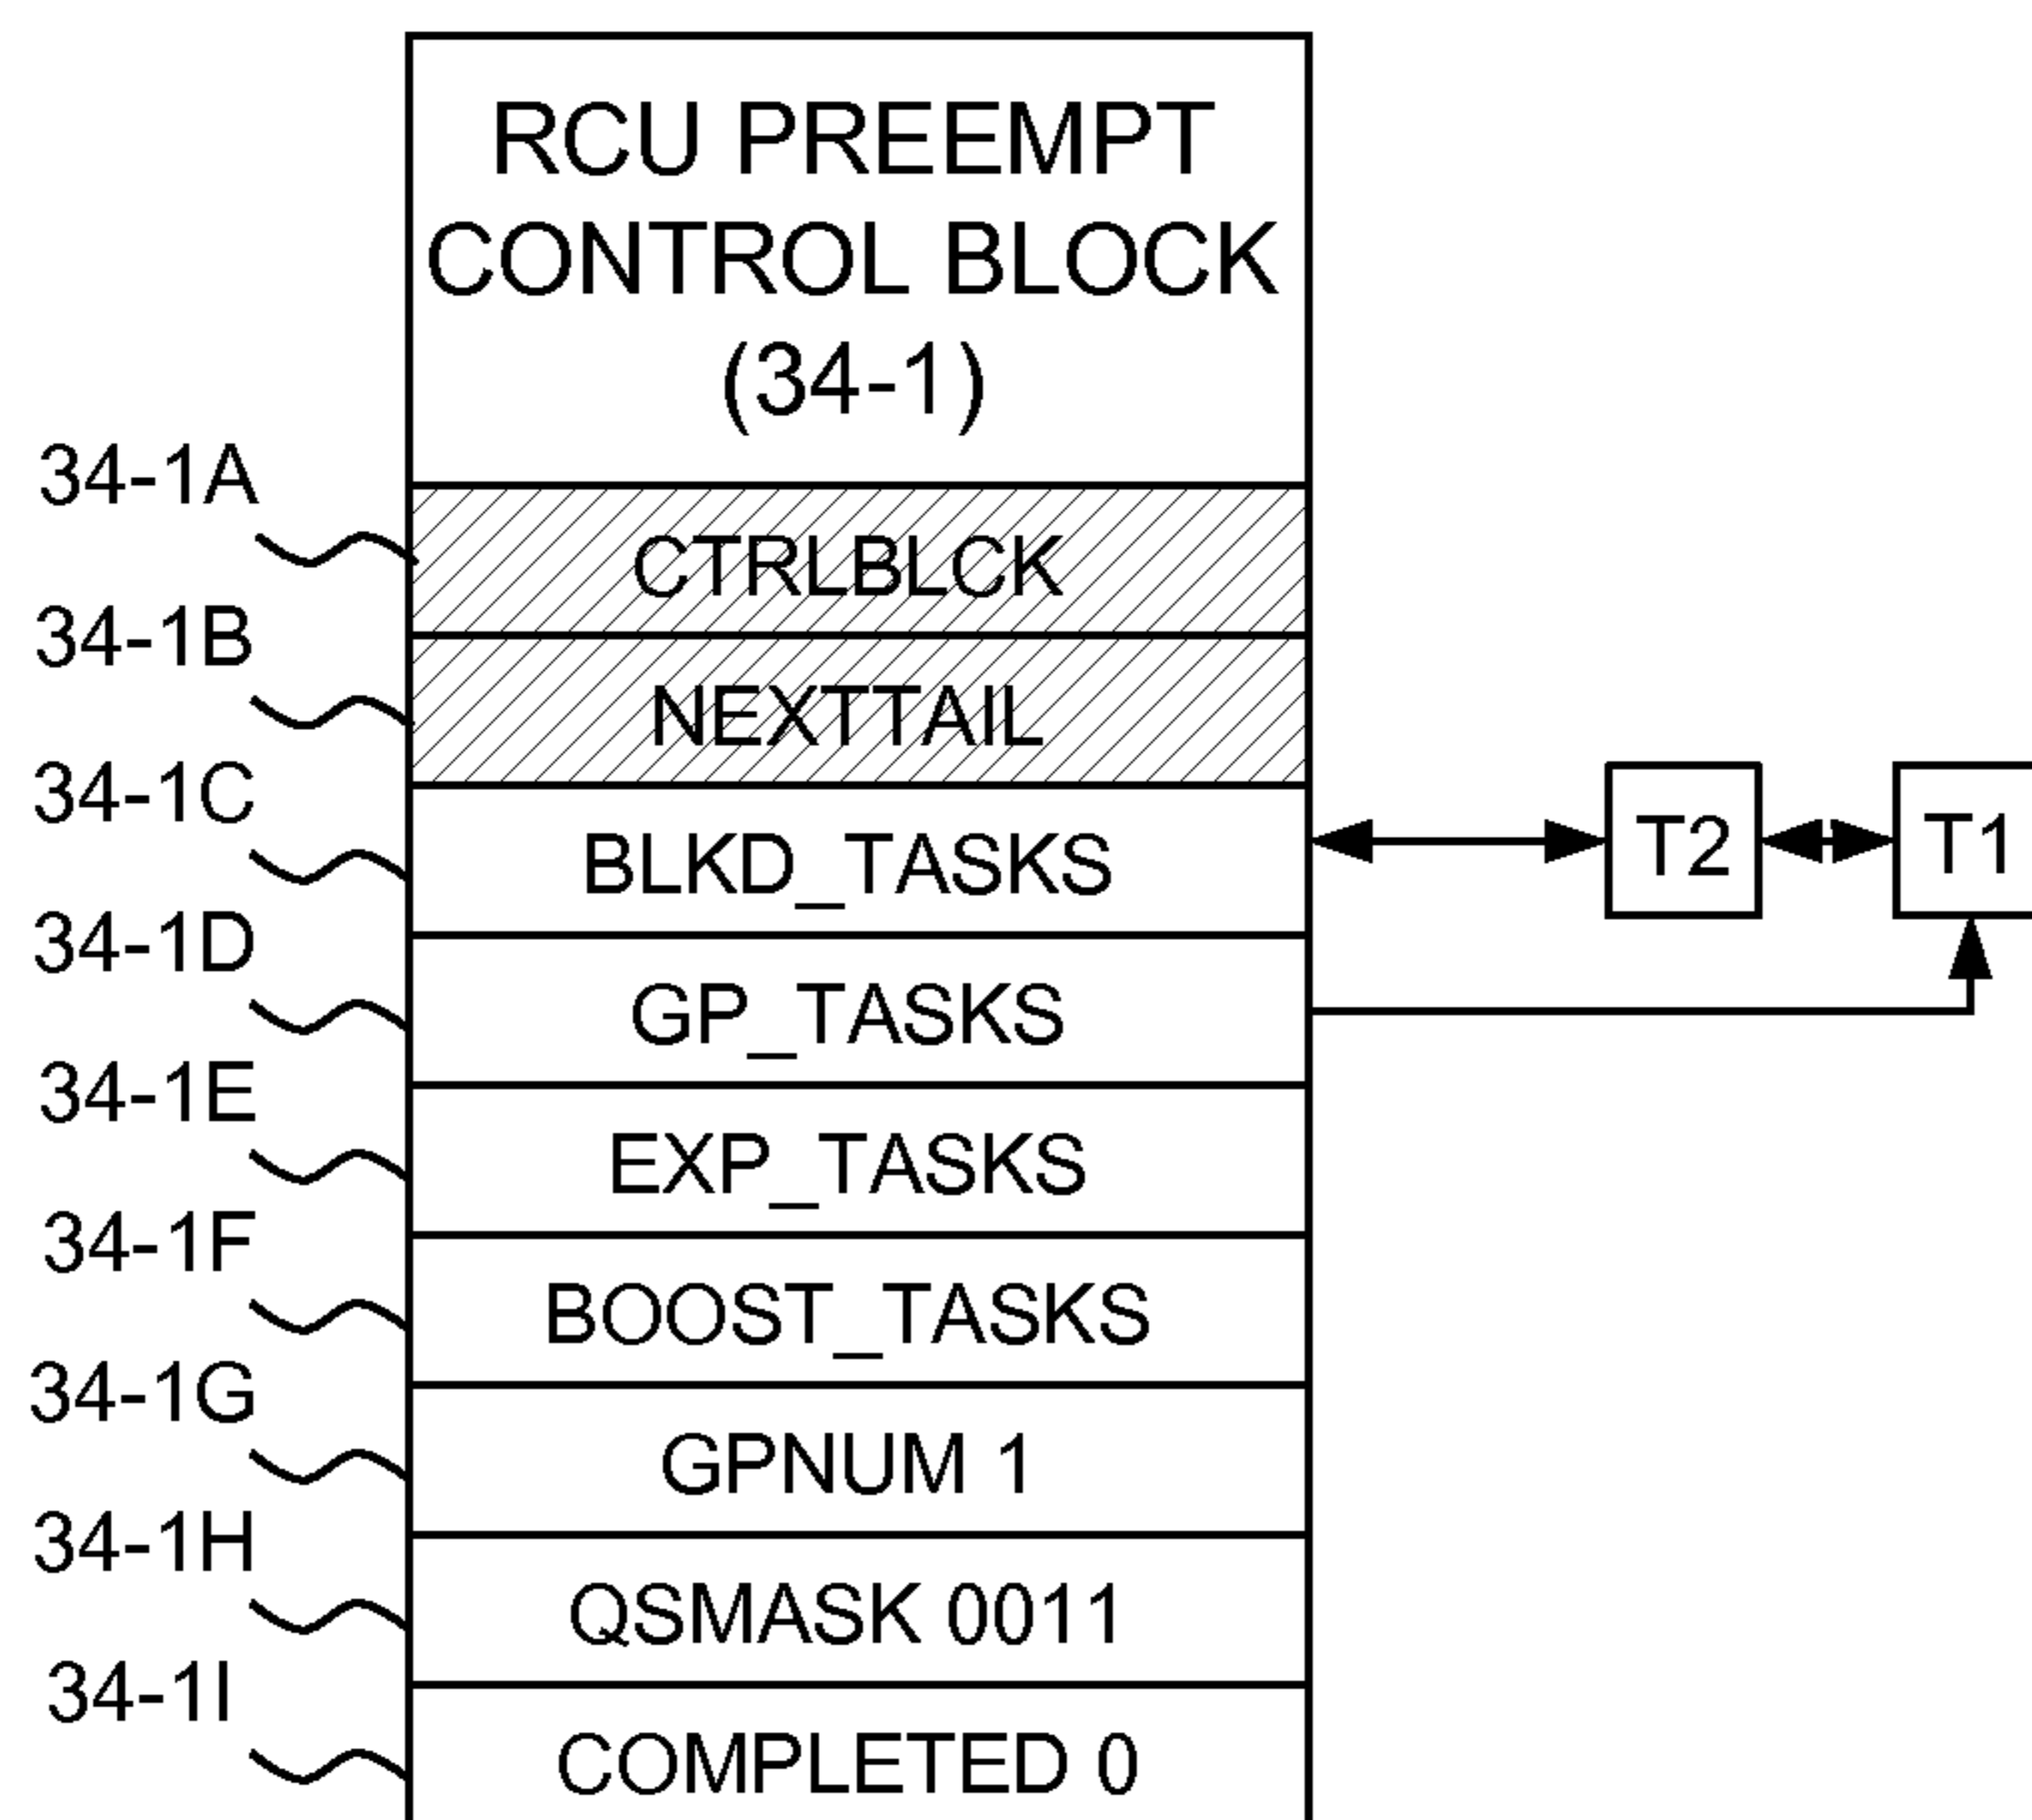 RCU PREEMPT
CONTROL BLOCK
(34-1)
34-1A
CTRLBLCK
34-1B
NEXTTAIL
34-1C
BLKD_TASKS
T2
T1
34-1D
GP_TASKS
34-1E
EXP_TASKS
34-1F
BOOST_TASKS
34-1G
GPNUM 1
34-1H
QSMASK 0011
34-1I
COMPLETED 0